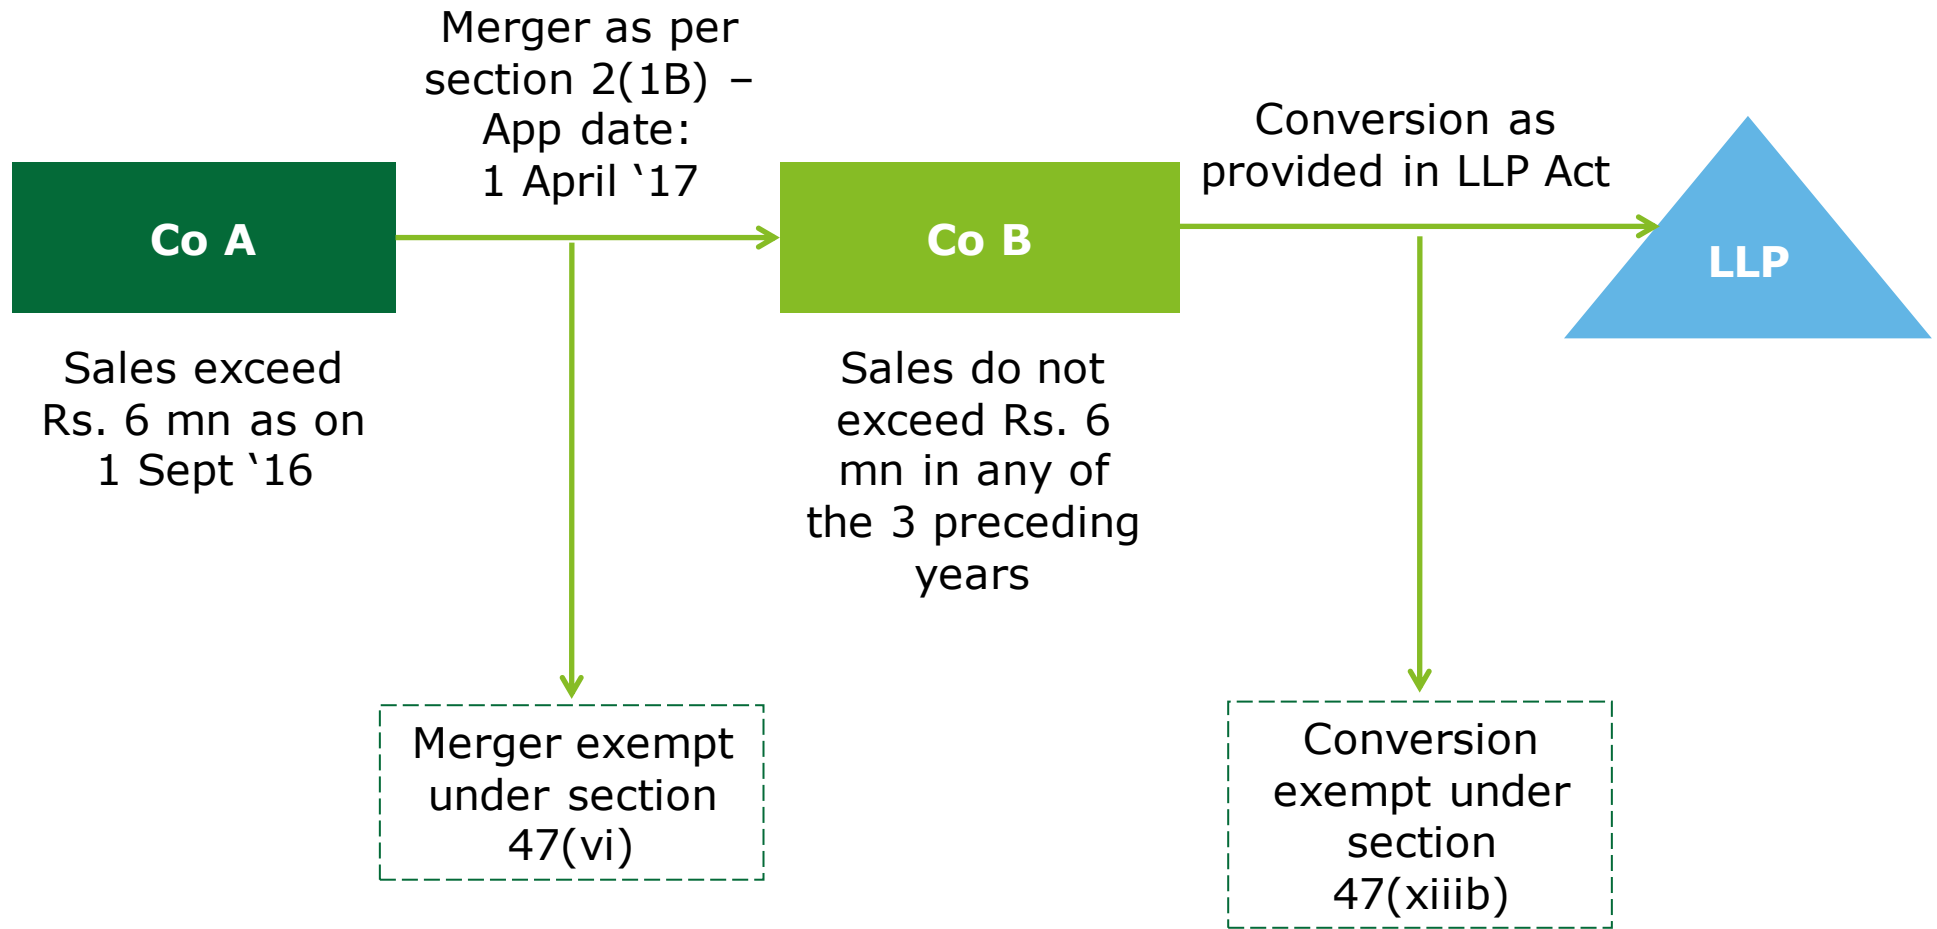 Merger as per
section 2(1B) –
App date:
1 April ‘17
Conversion as
provided in LLP Act
Co A
Co B
LLP
Sales exceed
Rs. 6 mn as on
1 Sept ‘16
Sales do not
exceed Rs. 6
mn in any of
the 3 preceding
years
Merger exempt
under section
47(vi)
Conversion
exempt under
section
47(xiiib)